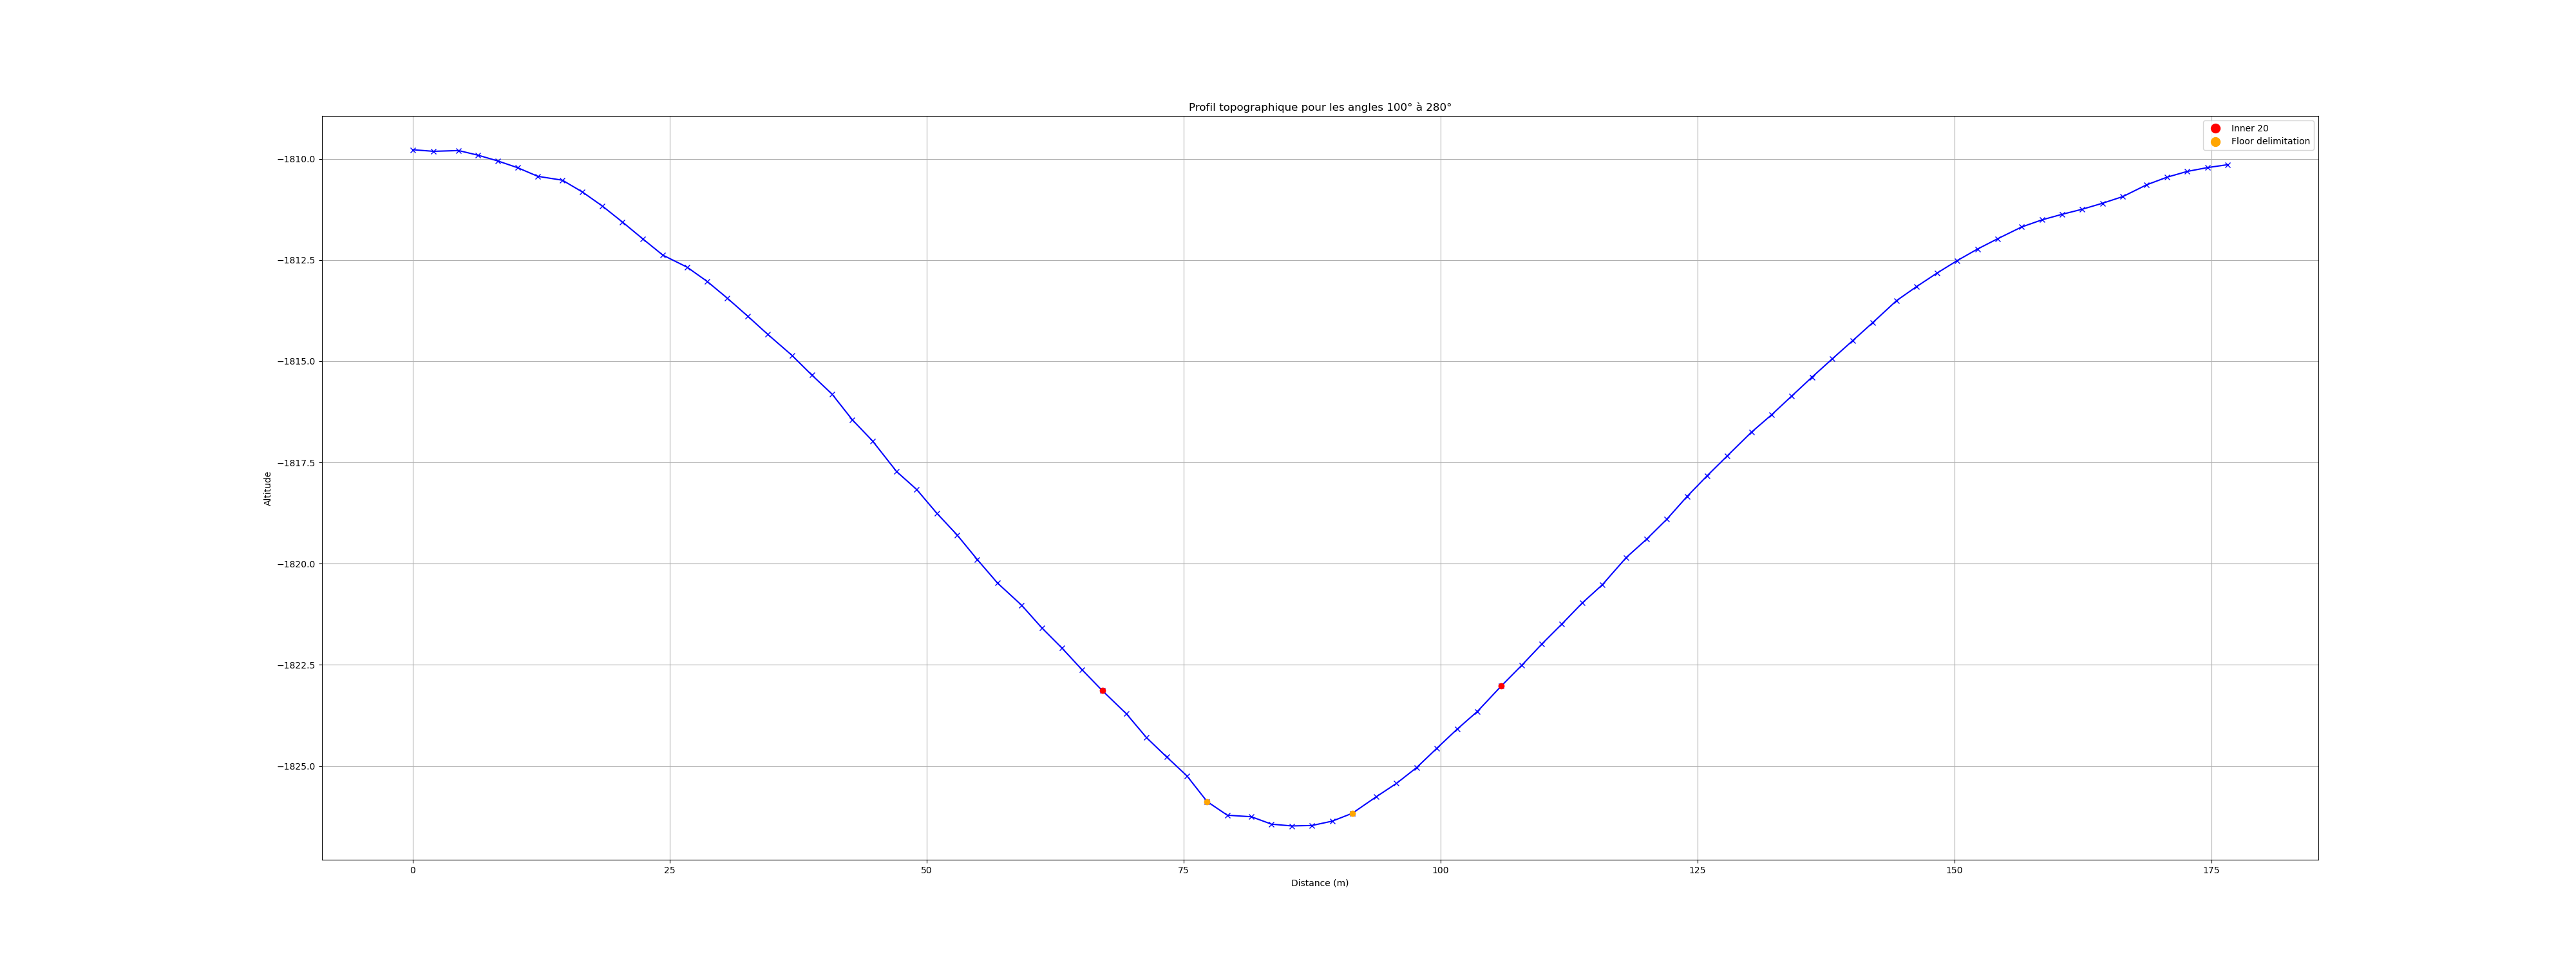 Profil topographique pour les angles 100° à 280°
Inner 20
Floor delimitation
−1810.0
−1812.5
−1815.0
−1817.5
−1820.0
−1822.5
−1825.0
Altitude
0 25 50 75 100 125 150 175
Distance (m)